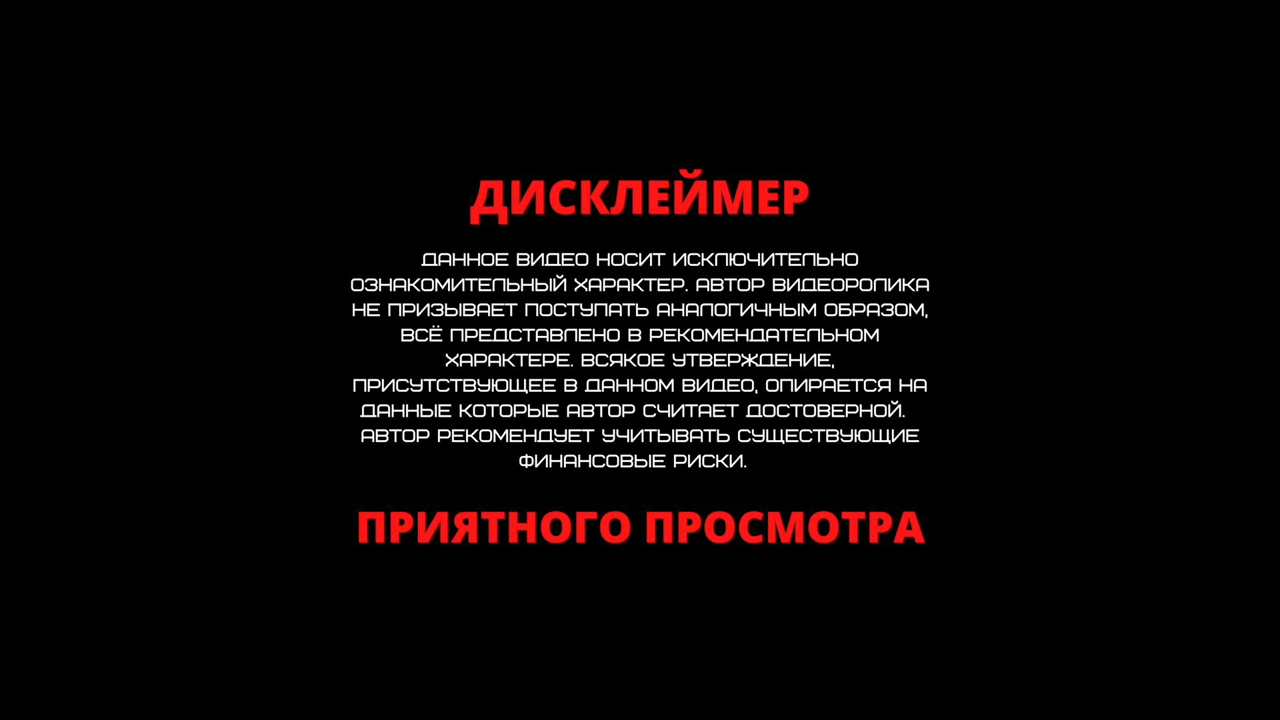 ДИСКЛЕЙМЕР
ДАННОЕ ВИДЕО НОСИТ ИСКЛЮЧИТЕЛЬНО
ОЗНАКОМИТЕЛЬНЫЙ ХАРАКТЕР. АВТОР ВИДЕОРОЛИКА
НЕ ПРИЗЫВАЕТ ПОСТУПАТЬ АНАЛОГИЧНЫМ ОБРАЗОМ,
ВСЁ ПРЕДСТАВЛЕНО В РЕКОМЕНДАТЕЛЬНОМ
ХАРАКТЕРЕ. ВСЯКОЕ УТВЕРЖДЕНИЕ,
ПРИСУТСТВУЮЩЕЕ В ДАННОМ ВИДЕО, ОПИРАЕТСЯ НА
ДАННЫЕ КОТОРЫЕ АВТОР СЧИТАЕТ ДОСТОВЕРНОЙ.
АВТОР РЕКОМЕНДУЕТ УЧИТЫВАТЬ СУЩЕСТВУЮЩИЕ
ФИНАНСОВЫЕ РИСКИ.
ПРИЯТНОГО ПРОСМОТРА